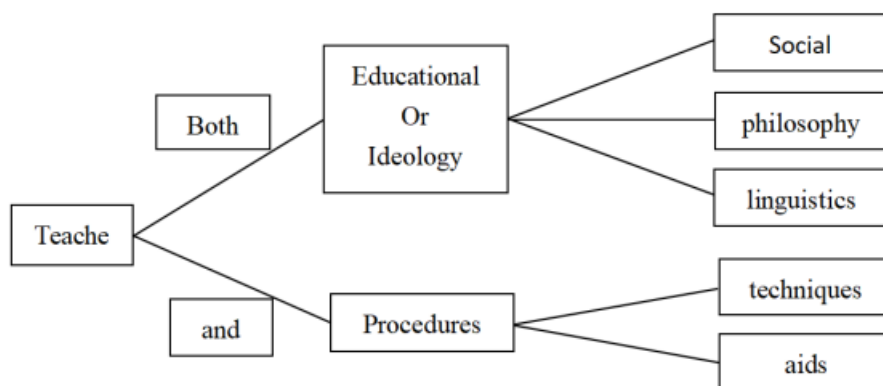 Teache
Both
and
Educational
Or
Ideology
Procedures
Social
philosophy
linguistics
techniques
aids